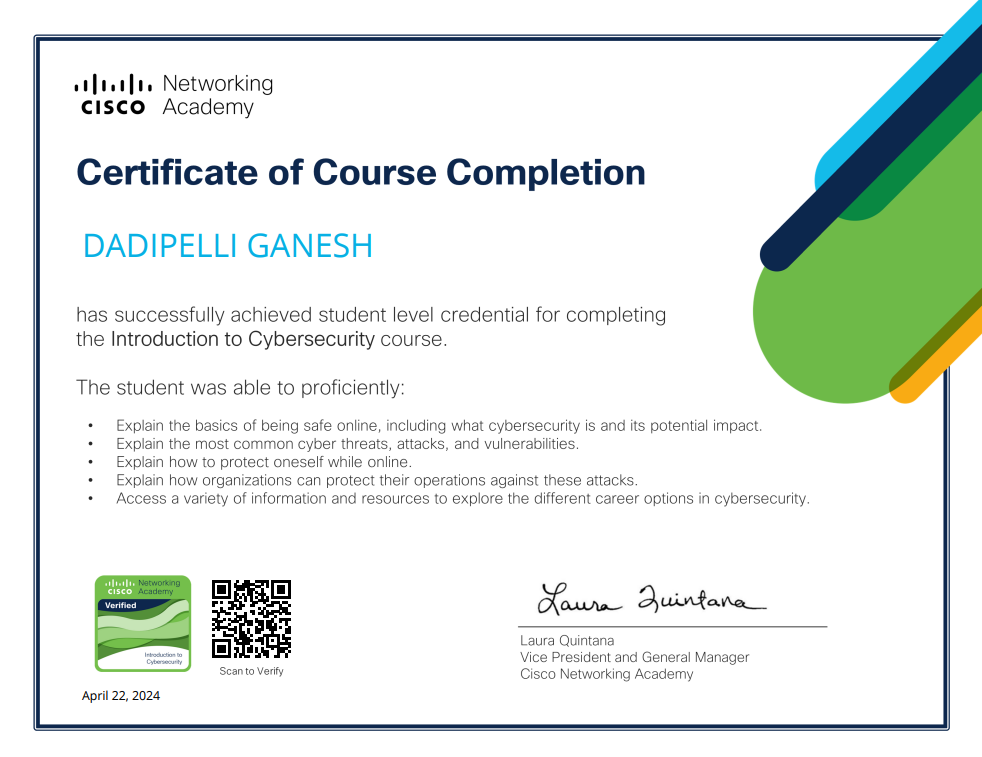 Networking
CISCO Academy
Certificate of Course Completion
DADIPELLI GANESH
has successfully achieved student level credential for completing
the Introduction to Cybersecurity course.
The student was able to proficiently:
• Explain the basics of being safe online, including what cybersecurity is and its potential impact.
• Explain the most common cyber threats, attacks, and vulnerabilities.
• Explain how to protect oneself while online.
• Explain how organizations can protect their operations against these attacks.
• Access a variety of information and resources to explore the different career options in cybersecurity.
Networking
CISCO Academy
Verified
Introduction to
Cybersecurity
Scan to Verify
April 22, 2024
Laura Quintana
Laura Quintana
Vice President and General Manager
Cisco Networking Academy